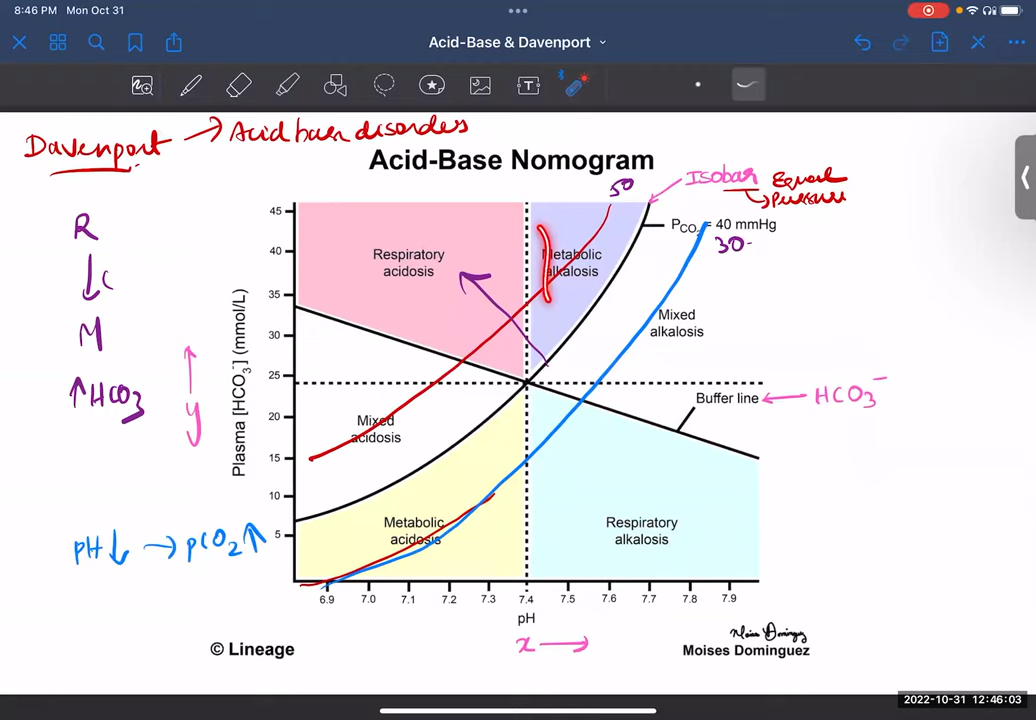 8:46 PM Mon Oct 31
Acid-Base & Davenport
Davenport → Acid base disorders
Acid-Base Nomogram
50
Isobar
Equal
Pressure
PCO₂ = 40 mmHg
30
R
↓
M
↑HCO3
y
Plasma [HCO₃⁻] (mmol/L)
45
40
35
30
25
20
15
10
5
Respiratory
acidosis
Metabolic
alkalosis
Mixed
alkalosis
Buffer line ← HCO3⁻
Mixed
acidosis
Metabolic
acidosis
Respiratory
alkalosis
pH↓ → pCO2↑
6.9 7.0 7.1 7.2 7.3 7.4 7.5 7.6 7.7 7.8 7.9
pH
x →
© Lineage
Moises Dominguez
Moises Dominguez
2022-10-31 12:46:03